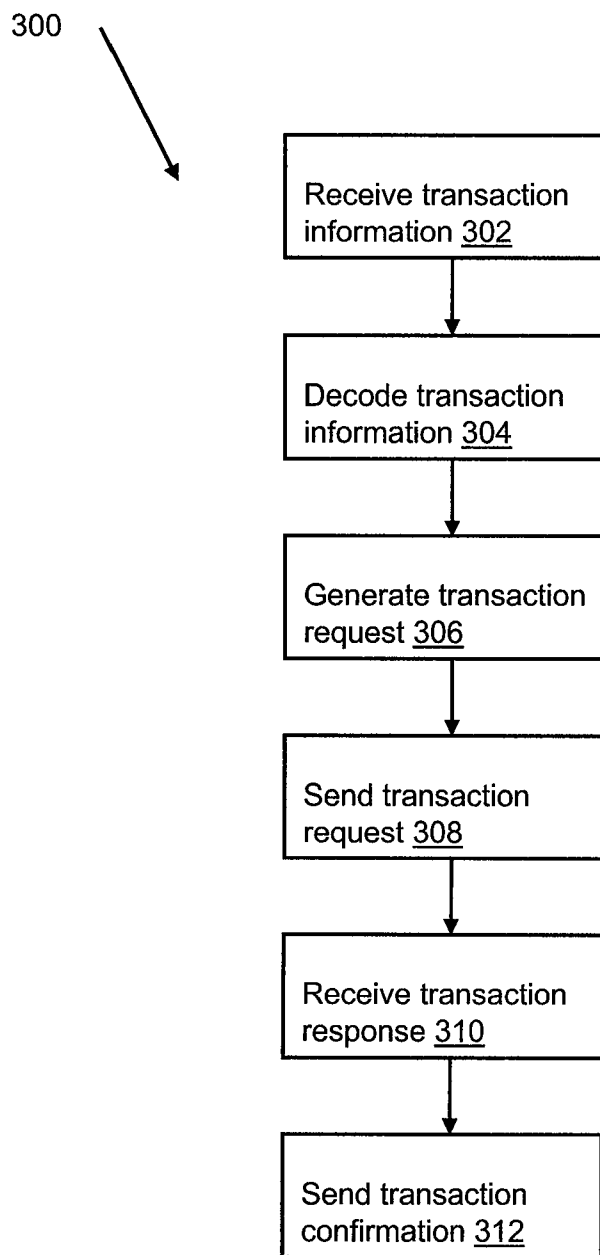 300
Receive transaction
information 302
Decode transaction
information 304
Generate transaction
request 306
Send transaction
request 308
Receive transaction
response 310
Send transaction
confirmation 312